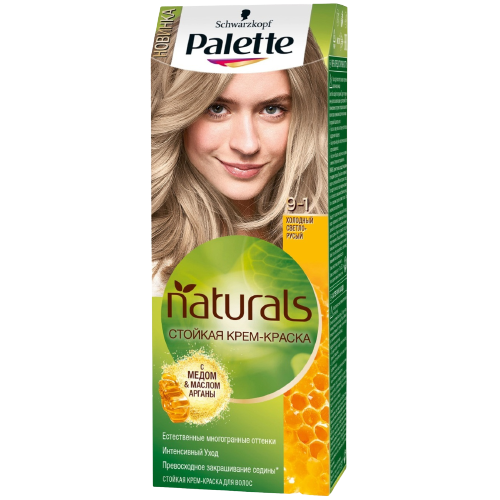 НОВИНКА
Schwarzkopf
Palette
9-1
ХОЛОДНЫЙ
СВЕТЛО-
РУСЫЙ
naturals
СТОЙКАЯ КРЕМ-КРАСКА
С
МЕДОМ
& МАСЛОМ
АРГАНЫ
Естественные многогранные оттенки
Интенсивный Уход
Превосходное закрашивание седины*
СТОЙКАЯ КРЕМ-КРАСКА ДЛЯ ВОЛОС